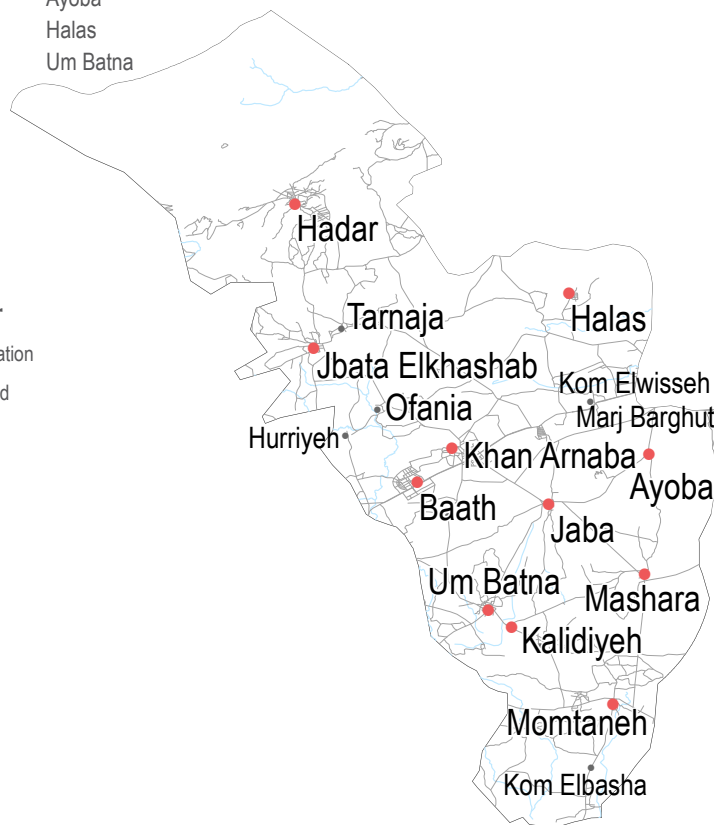 Ayoba
Halas
Um Batna
Hadar
Tarnaja
Halas
Jbata Elkhashab
Kom Elwisseh
Ofania
Marj Barghut
Hurriyeh
Khan Arnaba
Ayoba
Baath
Jaba
Um Batna
Mashara
Kalidiyeh
Momtaneh
Kom Elbasha